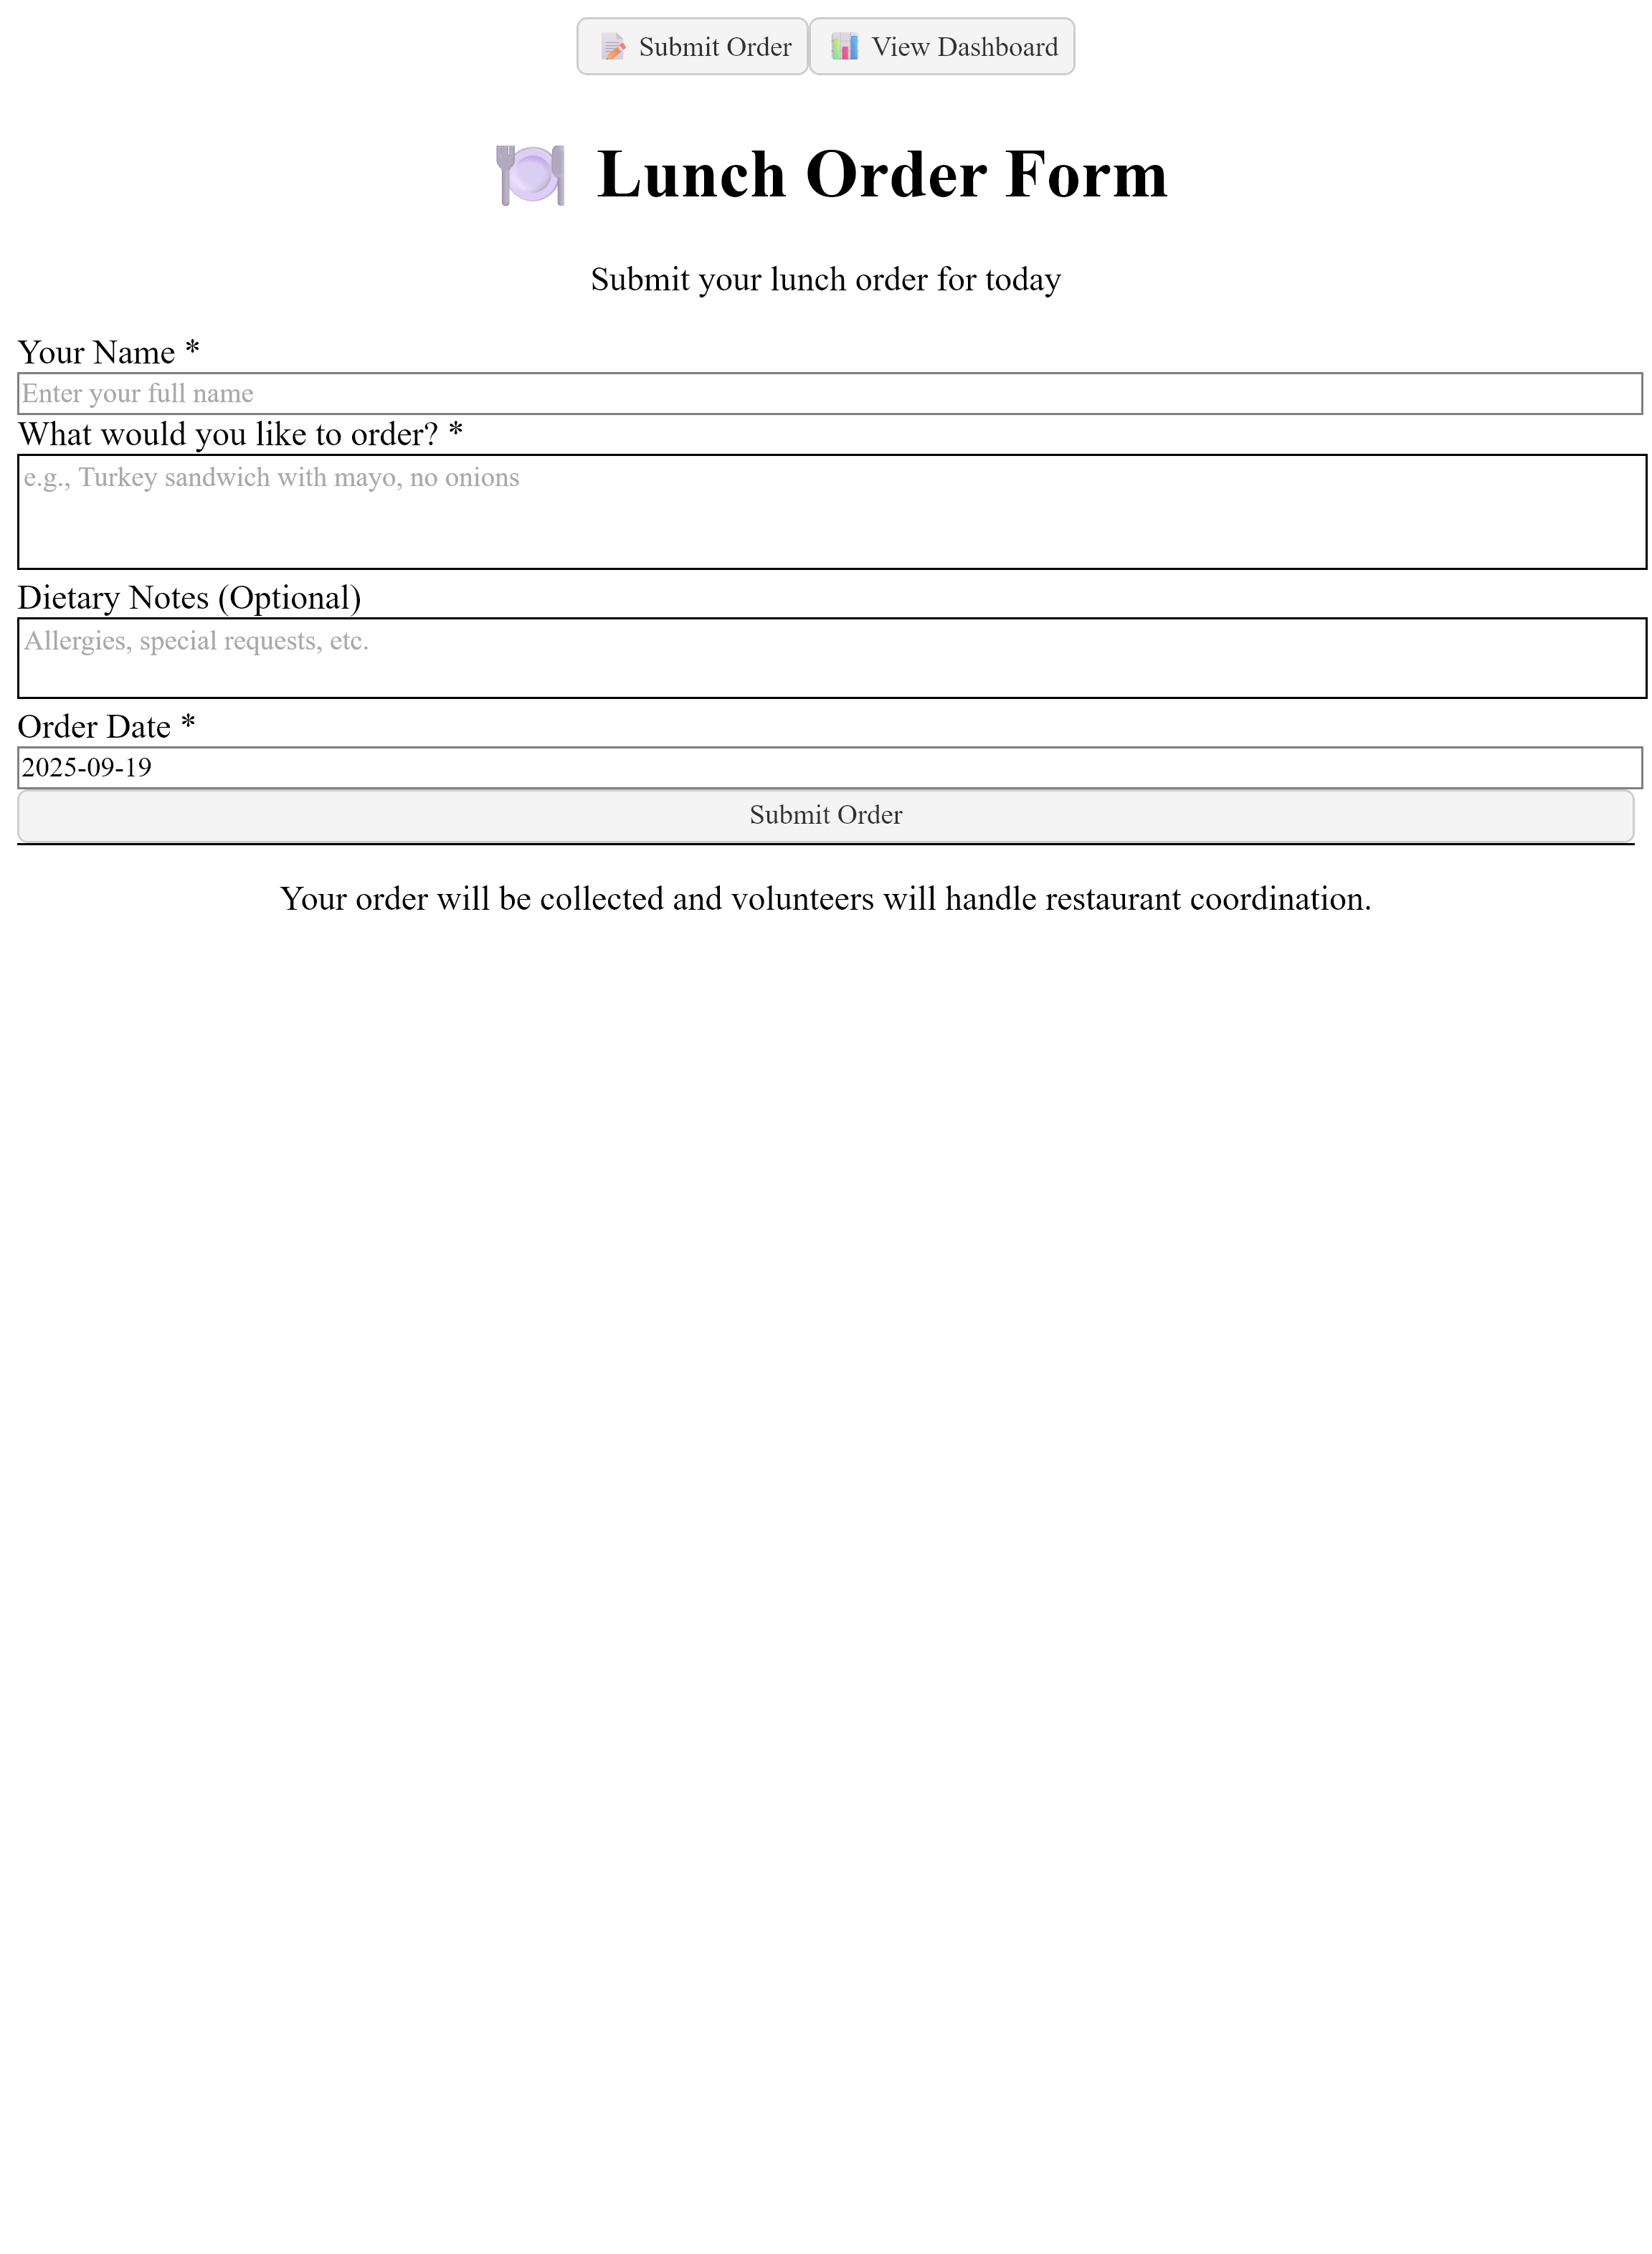 Submit Order
View Dashboard
Lunch Order Form
Submit your lunch order for today
Your Name *
Enter your full name
What would you like to order? *
e.g., Turkey sandwich with mayo, no onions
Dietary Notes (Optional)
Allergies, special requests, etc.
Order Date *
2025-09-19
Submit Order
Your order will be collected and volunteers will handle restaurant coordination.